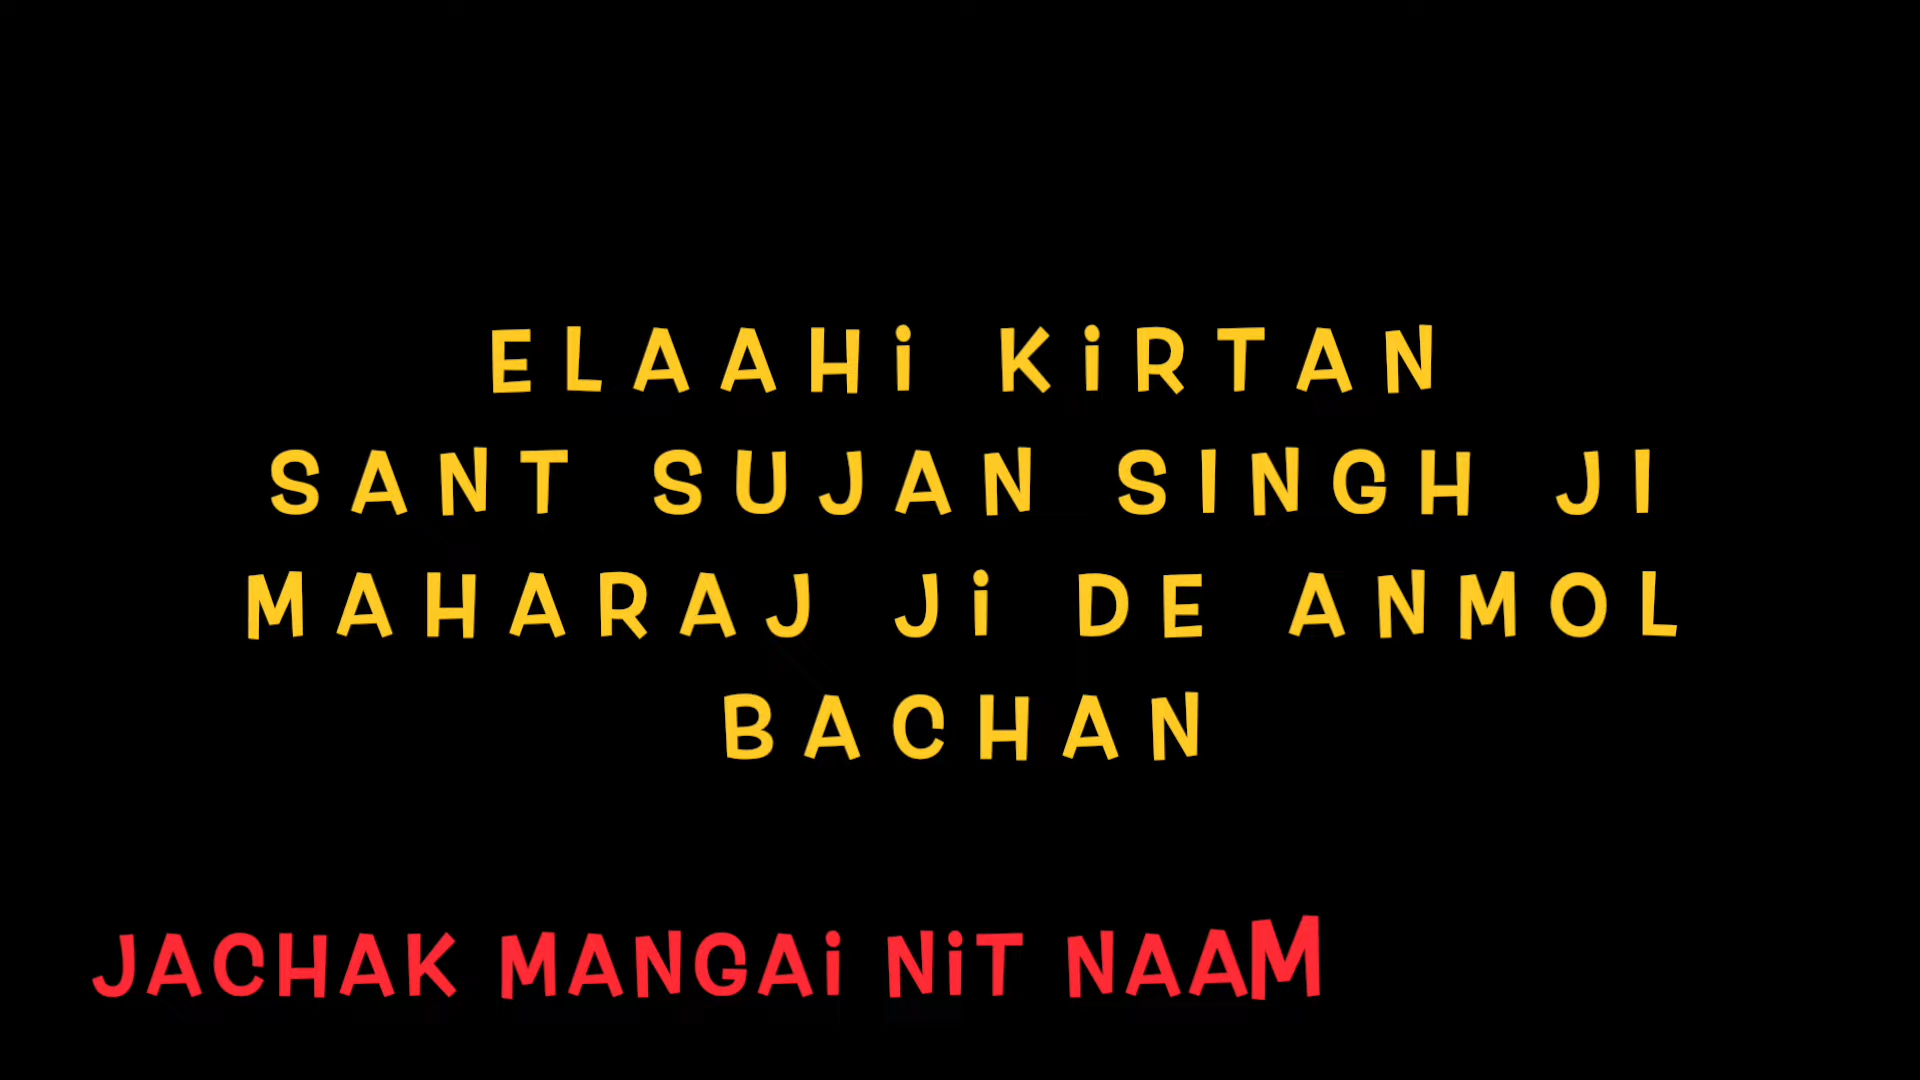 ELAAHi KiRTAN
SANT SUJAN SINGH JI
MAHARAJ Ji DE ANMOL
BACHAN
JACHAK MANGAi NiT NAAM